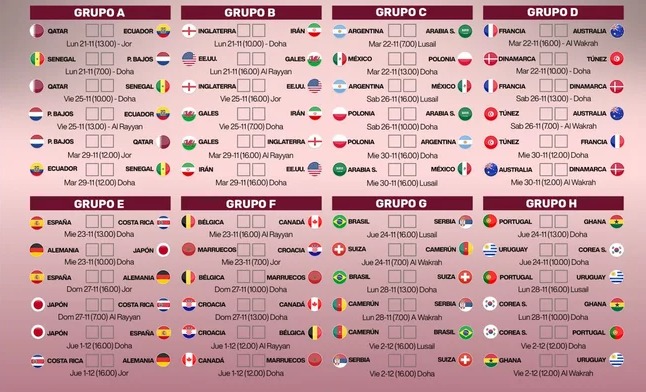 GRUPO A
QATAR ECUADOR
Lun 21-11 (13.00) - Jor
SENEGAL P. BAJOS
Lun 21-11 (7.00) - Doha
QATAR SENEGAL
Vie 25-11 (10.00) - Doha
P. BAJOS ECUADOR
Vie 25-11 (13.00) - Al Rayyan
P. BAJOS QATAR
Mar 29-11 (12.00) Jor
ECUADOR SENEGAL
Mar 29-11 (12.00) Doha
GRUPO B
INGLATERRA IRÁN
Lun 21-11 (10.00) - Doha
EE.UU. GALES
Lun 21-11 (16.00) Al Rayyan
INGLATERRA EE.UU.
Vie 25-11 (16.00) Jor
GALES IRÁN
Vie 25-11 (7.00) Doha
GALES INGLATERRA
Mar 29-11 (16.00) Al Rayyan
IRÁN EE.UU.
Mar 29-11 (16.00) Doha
GRUPO C
ARGENTINA ARABIA S.
Mar 22-11 (7.00) Lusail
MÉXICO POLONIA
Mar 22-11 (13.00) Doha
ARGENTINA MÉXICO
Sab 26-11 (16.00) Lusail
POLONIA ARABIA S.
Sab 26-11 (10.00) Doha
POLONIA ARGENTINA
Mie 30-11 (16.00) Doha
ARABIA S. MÉXICO
Mie 30-11 (16.00) Lusail
GRUPO D
FRANCIA AUSTRALIA
Mar 22-11 (16.00) - Al Wakrah
DINAMARCA TÚNEZ
Mar 22-11 (10.00) - Doha
FRANCIA DINAMARCA
Sab 26-11 (13.00) - Doha
TÚNEZ AUSTRALIA
Sab 26-11 (7.00) - Al Wakrah
TÚNEZ FRANCIA
Mie 30-11 (12.00) Doha
AUSTRALIA DINAMARCA
Mie 30-11 (12.00) Al Wakrah
GRUPO E
ESPAÑA COSTA RICA
Mie 23-11 (13.00) Doha
ALEMANIA JAPÓN
Mie 23-11 (10.00) Doha
ESPAÑA ALEMANIA
Dom 27-11 (16.00) Jor
JAPÓN COSTA RICA
Dom 27-11 (7.00) Al Rayyan
JAPÓN ESPAÑA
Jue 1-12 (16.00) Doha
COSTA RICA ALEMANIA
Jue 1-12 (16.00) Jor
GRUPO F
BÉLGICA CANADÁ
Mie 23-11 (16.00) Al Rayyan
MARRUECOS CROACIA
Mie 23-11 (7.00) Jor
BÉLGICA MARRUECOS
Dom 27-11 (10.00) Doha
CROACIA CANADÁ
Dom 27-11 (13.00) Doha
CROACIA BÉLGICA
Jue 1-12 (12.00) Al Rayyan
CANADÁ MARRUECOS
Jue 1-12 (12.00) Doha
GRUPO G
BRASIL SERBIA
Jue 24-11 (16.00) Lusail
SUIZA CAMERÚN
Jue 24-11 (7.00) Al Wakrah
BRASIL SUIZA
Lun 28-11 (13.00) Doha
CAMERÚN SERBIA
Lun 28-11 (7.00) A Wakrah
CAMERÚN BRASIL
Vie 2-12 (16.00) Lusail
SERBIA SUIZA
Vie 2-12 (16.00) Doha
GRUPO H
PORTUGAL GHANA
Jue 24-11 (13.00) Doha
URUGUAY COREA S.
Jue 24-11 (10.00) Doha
PORTUGAL URUGUAY
Lun 28-11 (16.00) Lusail
COREA S. GHANA
Lun 28-11 (10.00) Doha
COREA S. PORTUGAL
Vie 2-12 (12.00) Doha
GHANA URUGUAY
Vie 2-12 (12.00) Al Wakrah